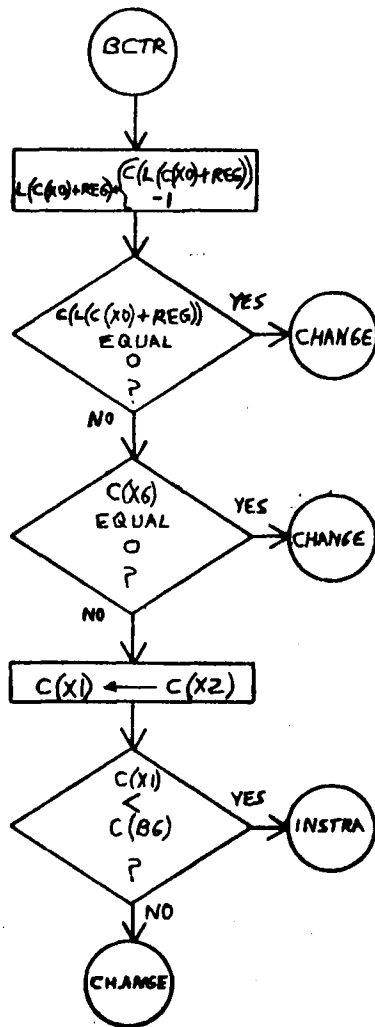 BCTR
L(C(X0)+REG) C(L(C(X0)+REG))
-1
C(L(C(X0)+REG))
EQUAL
0
?
YES
CHANGE
NO
C(X6)
EQUAL
0
?
YES
CHANGE
NO
C(X1) ← C(X2)
C(X1)
<
C(B6)
?
YES
INSTRA
NO
CHANGE